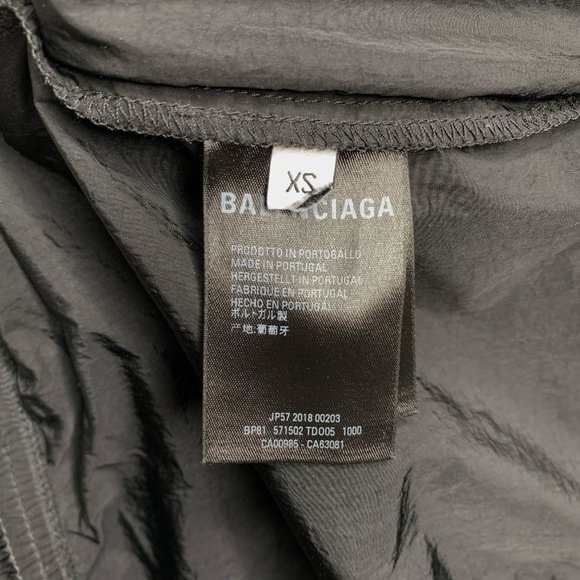 XS
BALENCIAGA
PRODOTTO IN PORTOGALLO
MADE IN PORTUGAL
HERGESTELLT IN PORTUGAL
FABRIQUE EN PORTUGAL
HECHO EN PORTUGAL
ポルトガル製
产地:葡萄牙
JP57 2018 00203
BP81 571502 TDO05 1000
CA00985 - CA63081